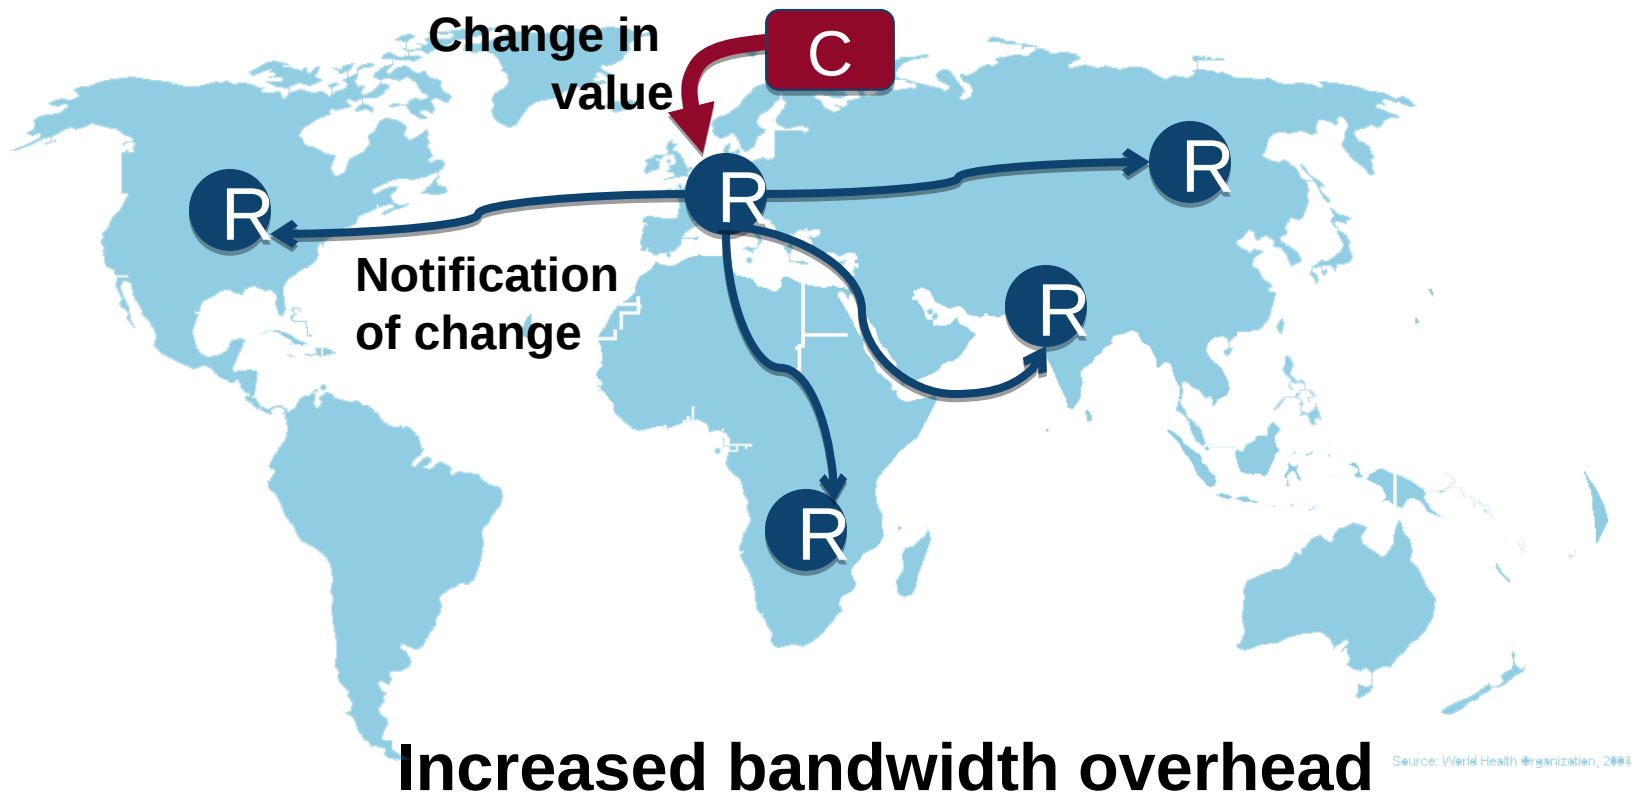 Change in
value
C
R
R
R
R
R
Notification
of change
Increased bandwidth overhead
Source: World Health Organization,